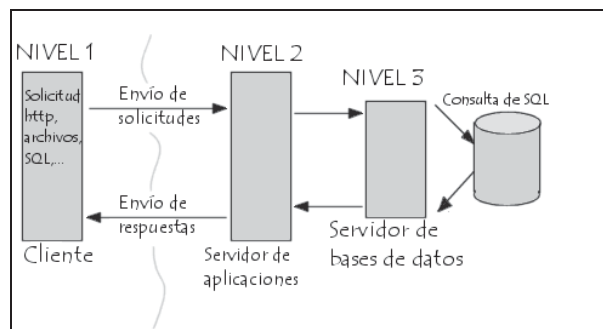 NIVEL 1
NIVEL 2
NIVEL 3
Solicitud
http,
archivos,
SQL,...
Envío de
solicitudes
Consulta de SQL
Envío de
respuestas
Cliente
Servidor de
aplicaciones
Servidor de
bases de datos